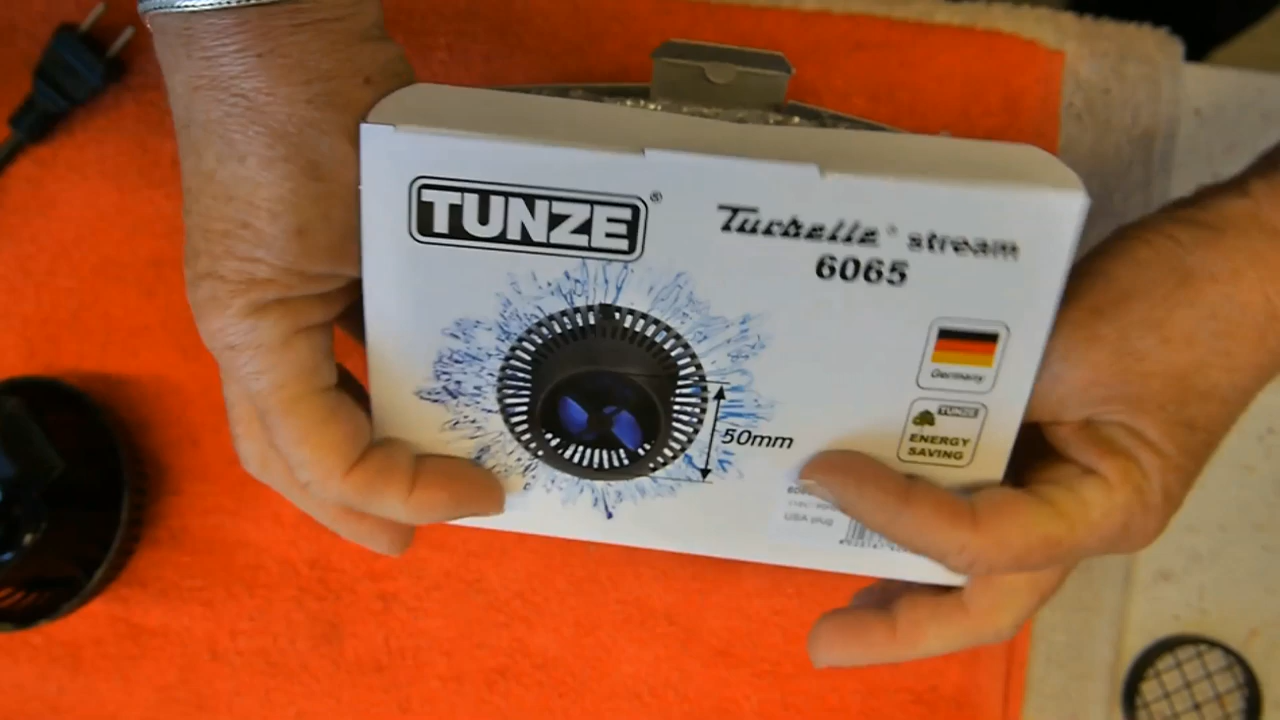 TUNZE®
Turbelle® stream
6065
Germany
TUNZE
ENERGY
SAVING
50mm
USA plug